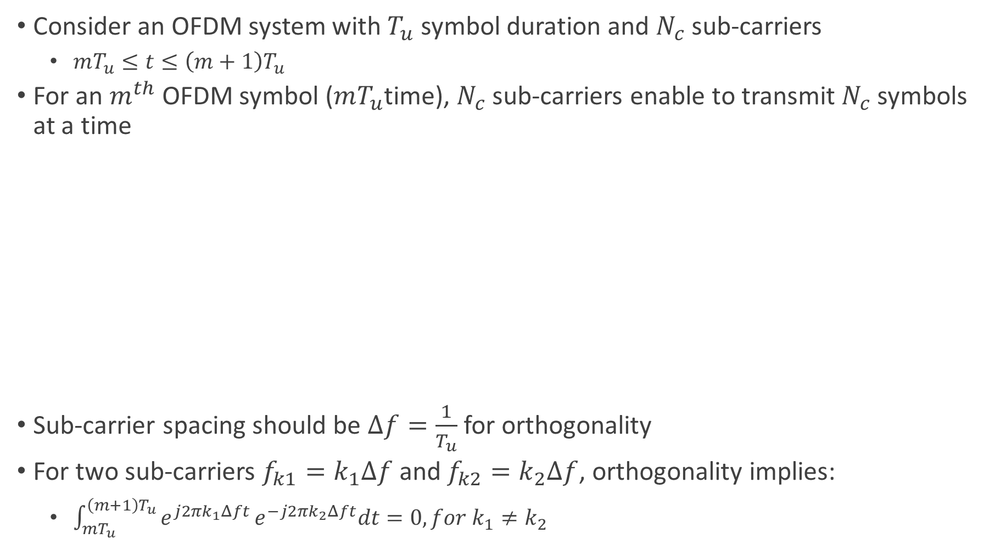 • Consider an OFDM system with $T_u$ symbol duration and $N_c$ sub-carriers
• $mT_u \leq t \leq (m + 1)T_u$
• For an $m^{th}$ OFDM symbol ($mT_u$time), $N_c$ sub-carriers enable to transmit $N_c$ symbols
at a time
• Sub-carrier spacing should be $\Delta f = \frac{1}{T_u}$ for orthogonality
• For two sub-carriers $f_{k1} = k_1\Delta f$ and $f_{k2} = k_2\Delta f$, orthogonality implies:
• $\int_{mT_u}^{(m+1)T_u} e^{j2\pi k_1\Delta ft} e^{-j2\pi k_2\Delta ft} dt = 0, for\ k_1 \neq k_2$